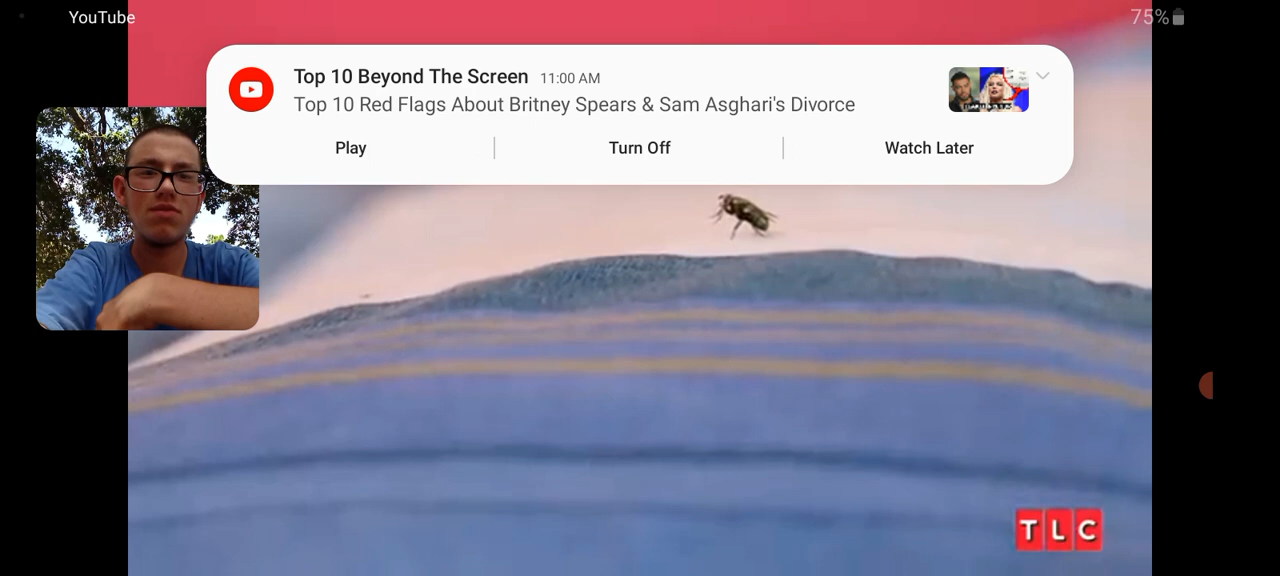 YouTube
75%
Top 10 Beyond The Screen 11:00 AM
Top 10 Red Flags About Britney Spears & Sam Asghari's Divorce
Play
Turn Off
Watch Later
TLC